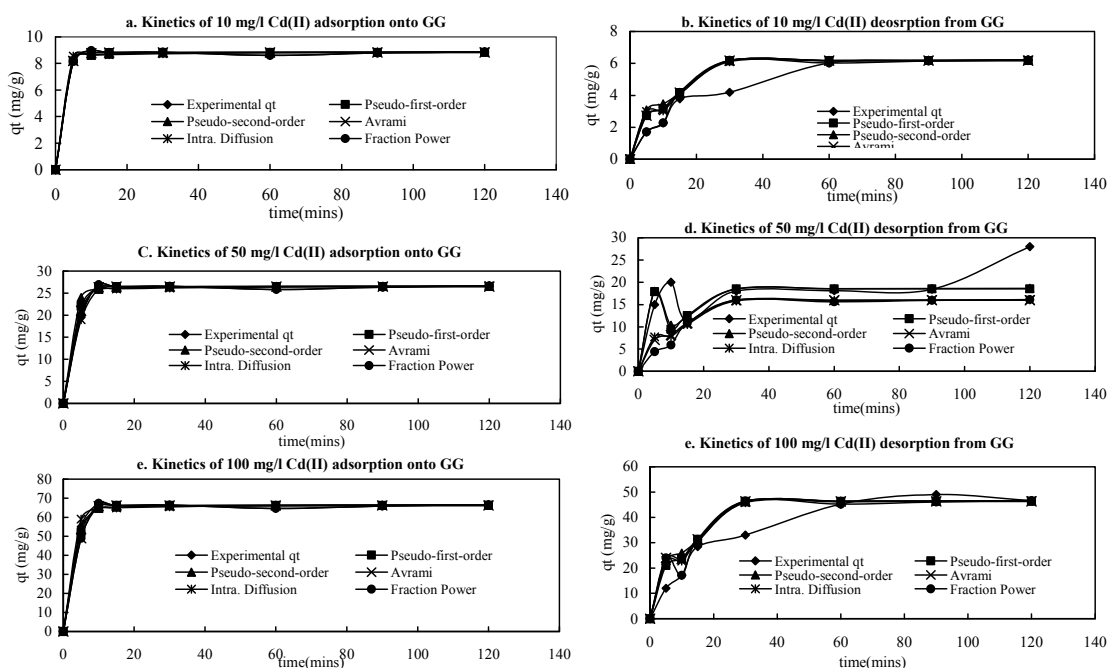 a. Kinetics of 10 mg/l Cd(II) adsorption onto GG
10
9
8
7
6
5
4
3
2
1
0
qt (mg/g)
Experimental qt
Pseudo-first-order
Pseudo-second-order
Avrami
Intra. Diffusion
Fraction Power
0 20 40 60 80 100 120 140
time(mins)
b. Kinetics of 10 mg/l Cd(II) deosrption from GG
8
6
4
2
0
qt (mg/g)
Experimental qt
Pseudo-first-order
Pseudo-second-order
Avrami
0 20 40 60 80 100 120 140
time(mins)
C. Kinetics of 50 mg/l Cd(II) adsorption onto GG
30
25
20
15
10
5
0
qt (mg/g)
Experimental qt
Pseudo-first-order
Pseudo-second-order
Avrami
Intra. Diffusion
Fraction Power
0 20 40 60 80 100 120 140
time(mins)
d. Kinetics of 50 mg/l Cd(II) desorption from GG
30
25
20
15
10
5
0
qt (mg/g)
Experimental qt
Pseudo-first-order
Pseudo-second-order
Avrami
Intra. Diffusion
Fraction Power
0 20 40 60 80 100 120 140
time(mins)
e. Kinetics of 100 mg/l Cd(II) adsorption onto GG
80
70
60
50
40
30
20
10
0
qt (mg/g)
Experimental qt
Pseudo-first-order
Pseudo-second-order
Avrami
Intra. Diffusion
Fraction Power
0 20 40 60 80 100 120 140
time(mins)
e. Kinetics of 100 mg/l Cd(II) desorption from GG
60
50
40
30
20
10
0
qt (mg/g)
Experimental qt
Pseudo-first-order
Pseudo-second-order
Avrami
Intra. Diffusion
Fraction Power
0 20 40 60 80 100 120 140
time(mins)